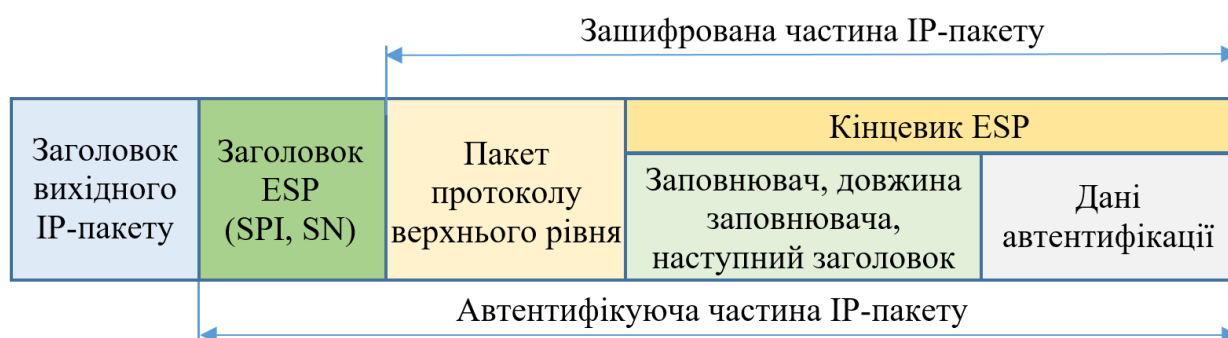 Зашифрована частина IP-пакету
Заголовок
вихідного
IP-пакету
Заголовок
ESP
(SPI, SN)
Пакет
протоколу
верхнього рівня
Кінцевик ESP
Заповнювач, довжина
заповнювача,
наступний заголовок
Дані
автентифікації
Автентифікуюча частина IP-пакету